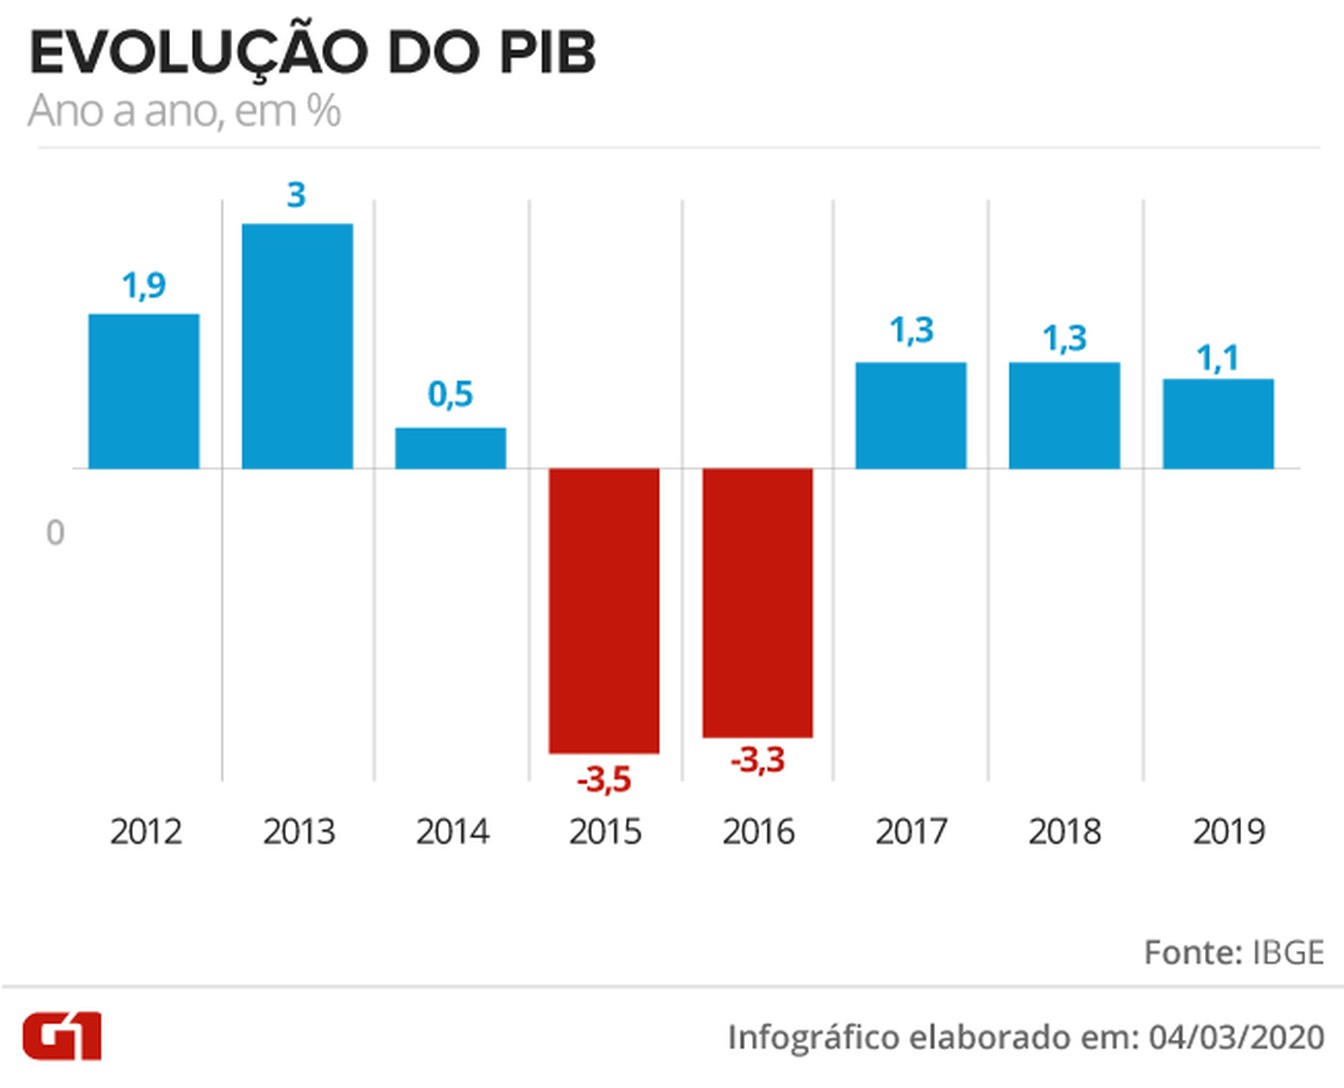 EVOLUÇÃO DO PIB
Ano a ano, em %
1,9
3
0,5
-3,5
-3,3
1,3
1,3
1,1
0
2012 2013 2014 2015 2016 2017 2018 2019
Fonte: IBGE
G1
Infográfico elaborado em: 04/03/2020